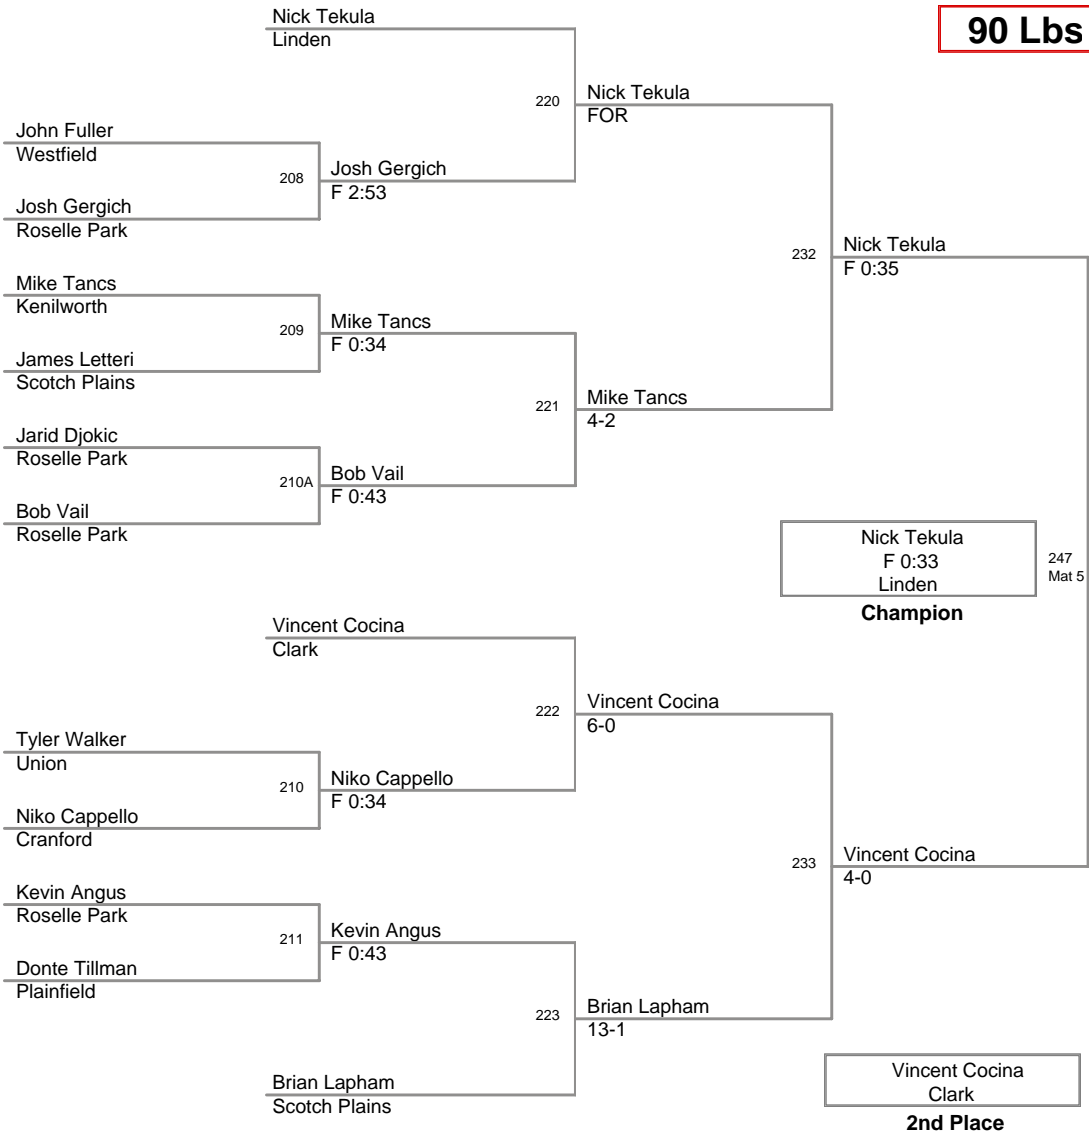 Nick Tekula
Linden
90 Lbs
220
Nick Tekula
FOR
John Fuller
Westfield
208
Josh Gergich
F 2:53
Josh Gergich
Roselle Park
232
Nick Tekula
F 0:35
Mike Tancs
Kenilworth
209
Mike Tancs
F 0:34
James Letteri
Scotch Plains
221
Mike Tancs
4-2
Jarid Djokic
Roselle Park
210A
Bob Vail
F 0:43
Bob Vail
Roselle Park
Nick Tekula
F 0:33
Linden
247
Mat 5
Champion
Vincent Cocina
Clark
222
Vincent Cocina
6-0
Tyler Walker
Union
210
Niko Cappello
F 0:34
Niko Cappello
Cranford
233
Vincent Cocina
4-0
Kevin Angus
Roselle Park
211
Kevin Angus
F 0:43
Donte Tillman
Plainfield
223
Brian Lapham
13-1
Brian Lapham
Scotch Plains
Vincent Cocina
Clark
2nd Place